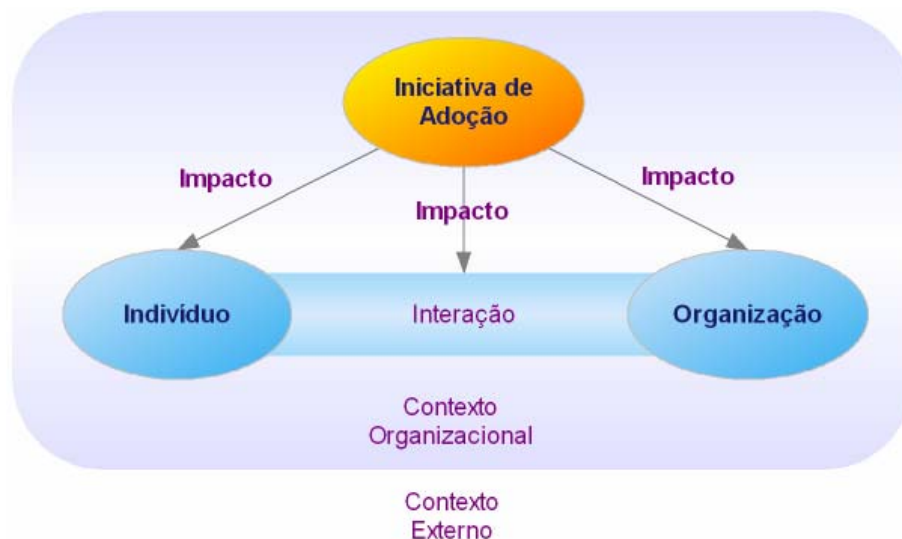 Iniciativa de
Adoção
Impacto
Impacto
Impacto
Indivíduo
Interação
Organização
Contexto
Organizacional
Contexto
Externo